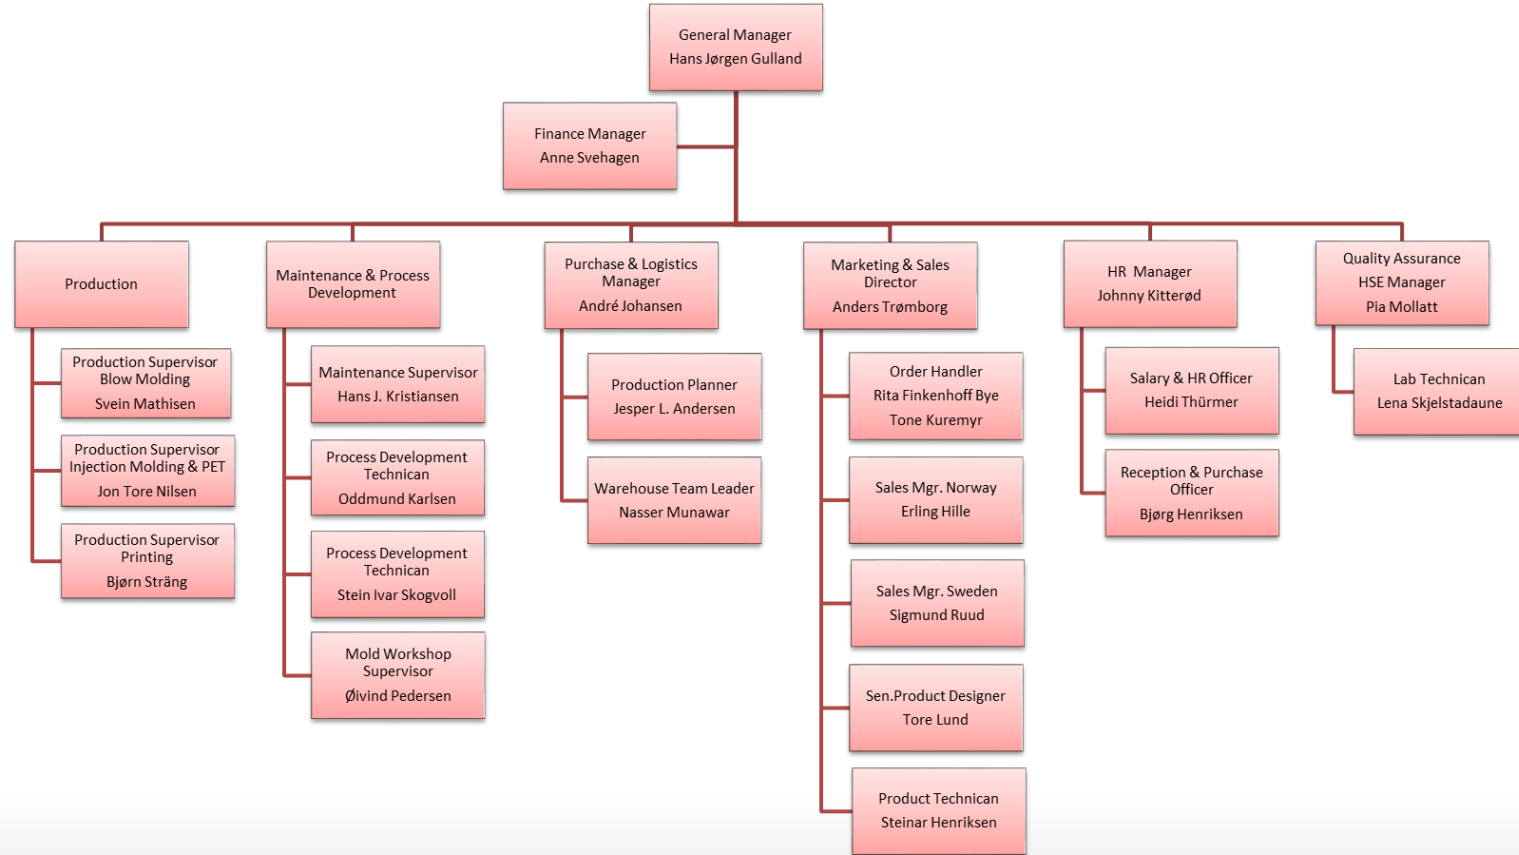 General Manager
Hans Jørgen Gulland
Finance Manager
Anne Svehagen
Production
Production Supervisor
Blow Molding
Svein Mathisen
Production Supervisor
Injection Molding & PET
Jon Tore Nilsen
Production Supervisor
Printing
Bjørn Sträng
Maintenance & Process
Development
Maintenance Supervisor
Hans J. Kristiansen
Process Development
Technican
Oddmund Karlsen
Process Development
Technican
Stein Ivar Skogvoll
Mold Workshop
Supervisor
Øivind Pedersen
Purchase & Logistics
Manager
André Johansen
Production Planner
Jesper L. Andersen
Warehouse Team Leader
Nasser Munawar
Marketing & Sales
Director
Anders Trømborg
Order Handler
Rita Finkenhoff Bye
Tone Kuremyr
Sales Mgr. Norway
Erling Hille
Sales Mgr. Sweden
Sigmund Ruud
Sen.Product Designer
Tore Lund
Product Technican
Steinar Henriksen
HR  Manager
Johnny Kitterød
Salary & HR Officer
Heidi Thürmer
Reception & Purchase
Officer
Bjørg Henriksen
Quality Assurance
HSE Manager
Pia Mollatt
Lab Technican
Lena Skjelstadaune